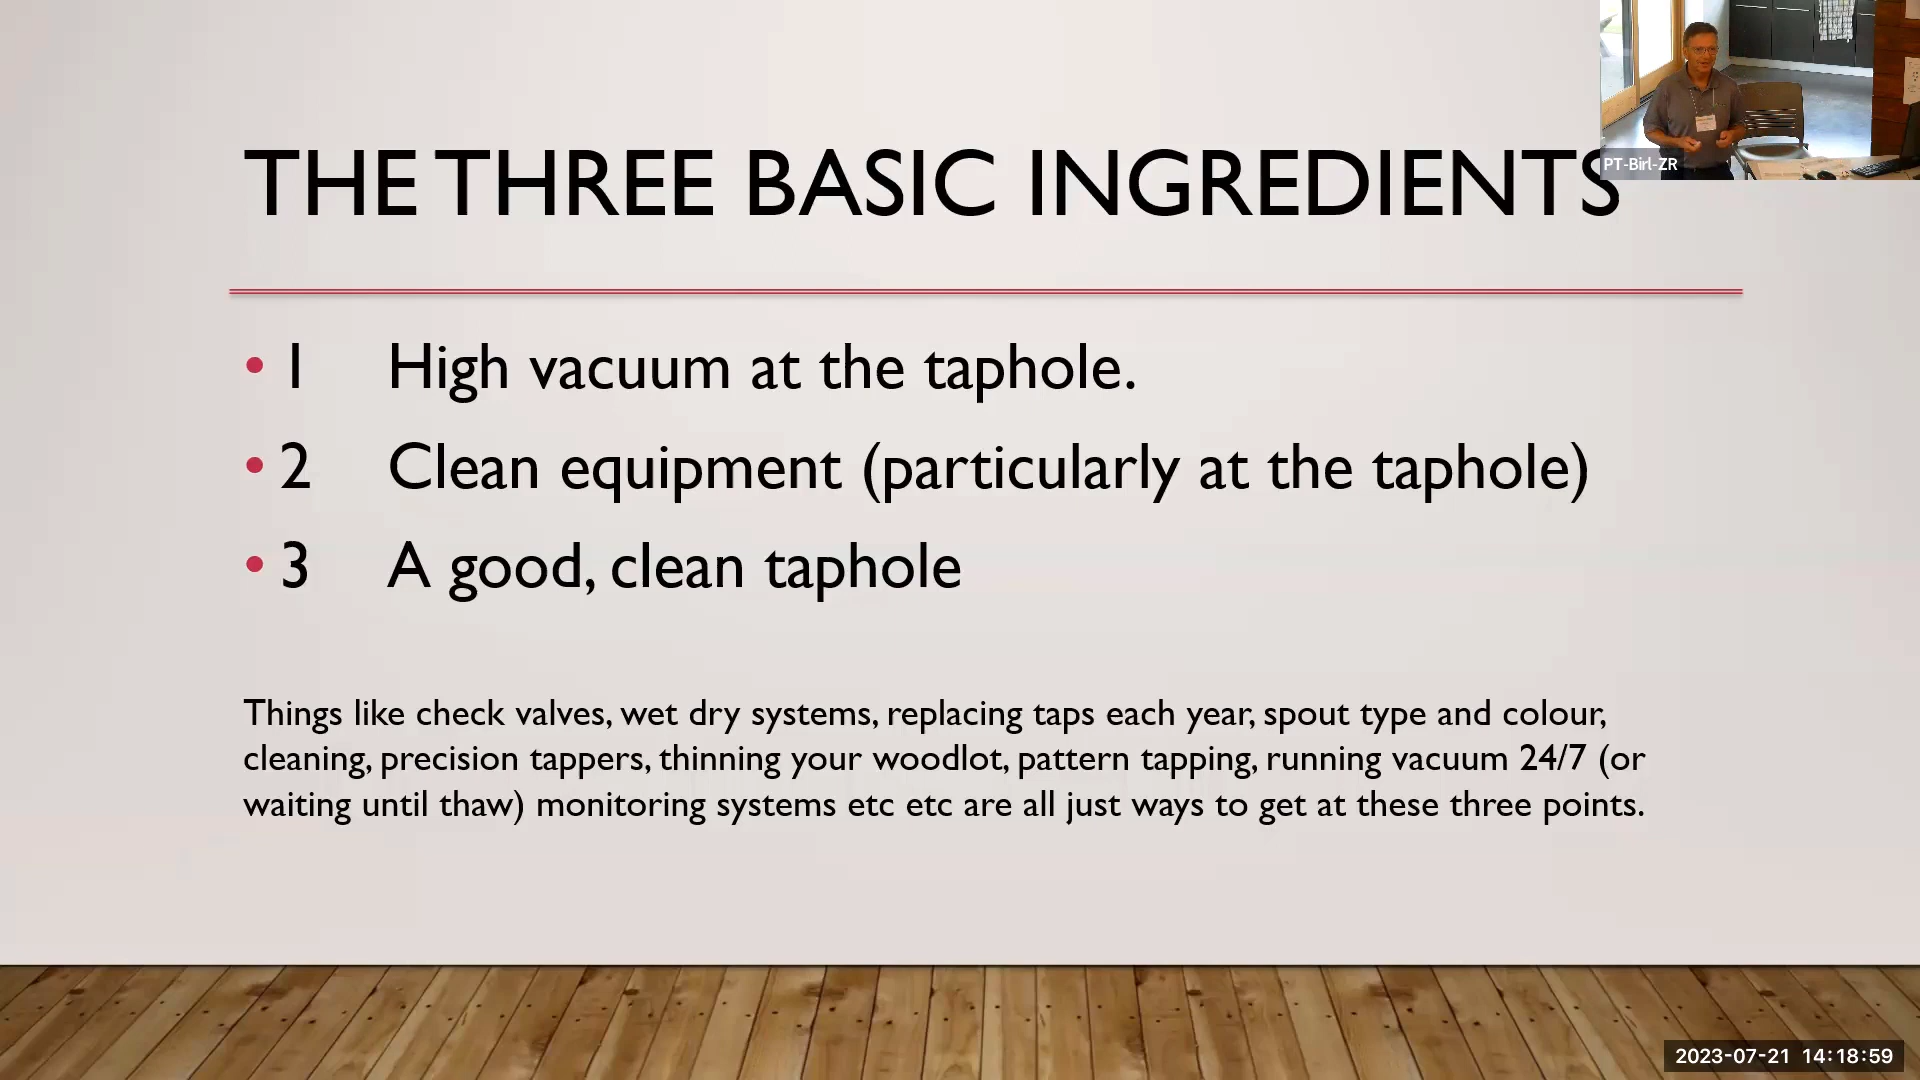 THE THREE BASIC INGREDIENTS
PT-Birl-ZR
• 1 High vacuum at the taphole.
• 2 Clean equipment (particularly at the taphole)
• 3 A good, clean taphole
Things like check valves, wet dry systems, replacing taps each year, spout type and colour,
cleaning, precision tappers, thinning your woodlot, pattern tapping, running vacuum 24/7 (or
waiting until thaw) monitoring systems etc etc are all just ways to get at these three points.
2023-07-21 14:18:59